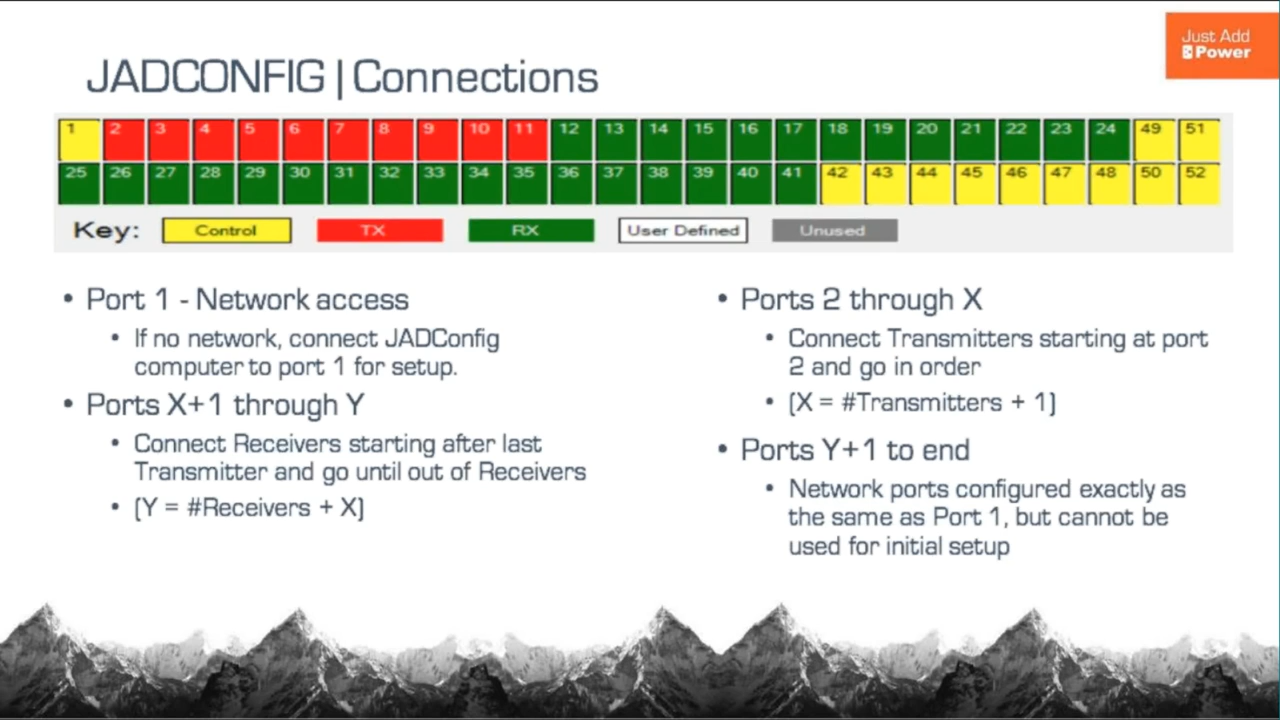 Just Add
Power
JADCONFIG | Connections
1 2 3 4 5 6 7 8 9 10 11 12 13 14 15 16 17 18 19 20 21 22 23 24 49 51
25 26 27 28 29 30 31 32 33 34 35 36 37 38 39 40 41 42 43 44 45 46 47 48 50 52
Key: Control TX RX User Defined Unused
• Port 1 - Network access
• If no network, connect JADConfig
computer to port 1 for setup.
• Ports X+1 through Y
• Connect Receivers starting after last
Transmitter and go until out of Receivers
• (Y = #Receivers + X)
• Ports 2 through X
• Connect Transmitters starting at port
2 and go in order
• (X = #Transmitters + 1)
• Ports Y+1 to end
• Network ports configured exactly as
the same as Port 1, but cannot be
used for initial setup